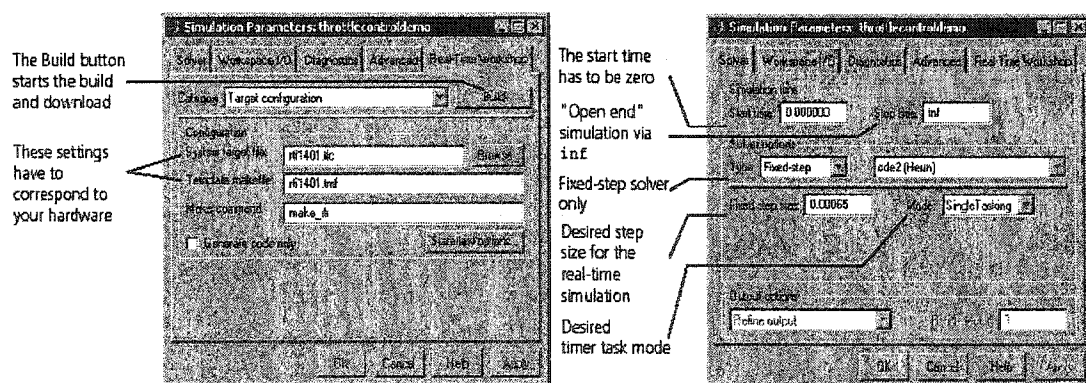 Simulation Parameters: throttlecontroldemo
Solver Workspace I/O Diagnostics Advanced Real-Time Workshop
The Build button
starts the build
and download
Category: Target configuration Build
Configuration
These settings
have to
correspond to
your hardware
System target file: rti1401.tlc Browse...
Template makefile: rti1401.tmf
Make command: make_rti
Generate code only
OK Cancel Help Apply
Simulation Parameters: throttlecontroldemo
Solver Workspace I/O Diagnostics Advanced Real-Time Workshop
The start time
has to be zero
Simulation time
Start time: 0.000000 Stop time: inf
"Open end"
simulation via
inf
Solver options
Type: Fixed-step ode2 (Heun)
Fixed-step solver
only
Fixed step size: 0.00065 Mode: SingleTasking
Desired step
size for the
real-time
simulation
Desired
timer task mode
Output options
Refine output
OK Cancel Help Apply